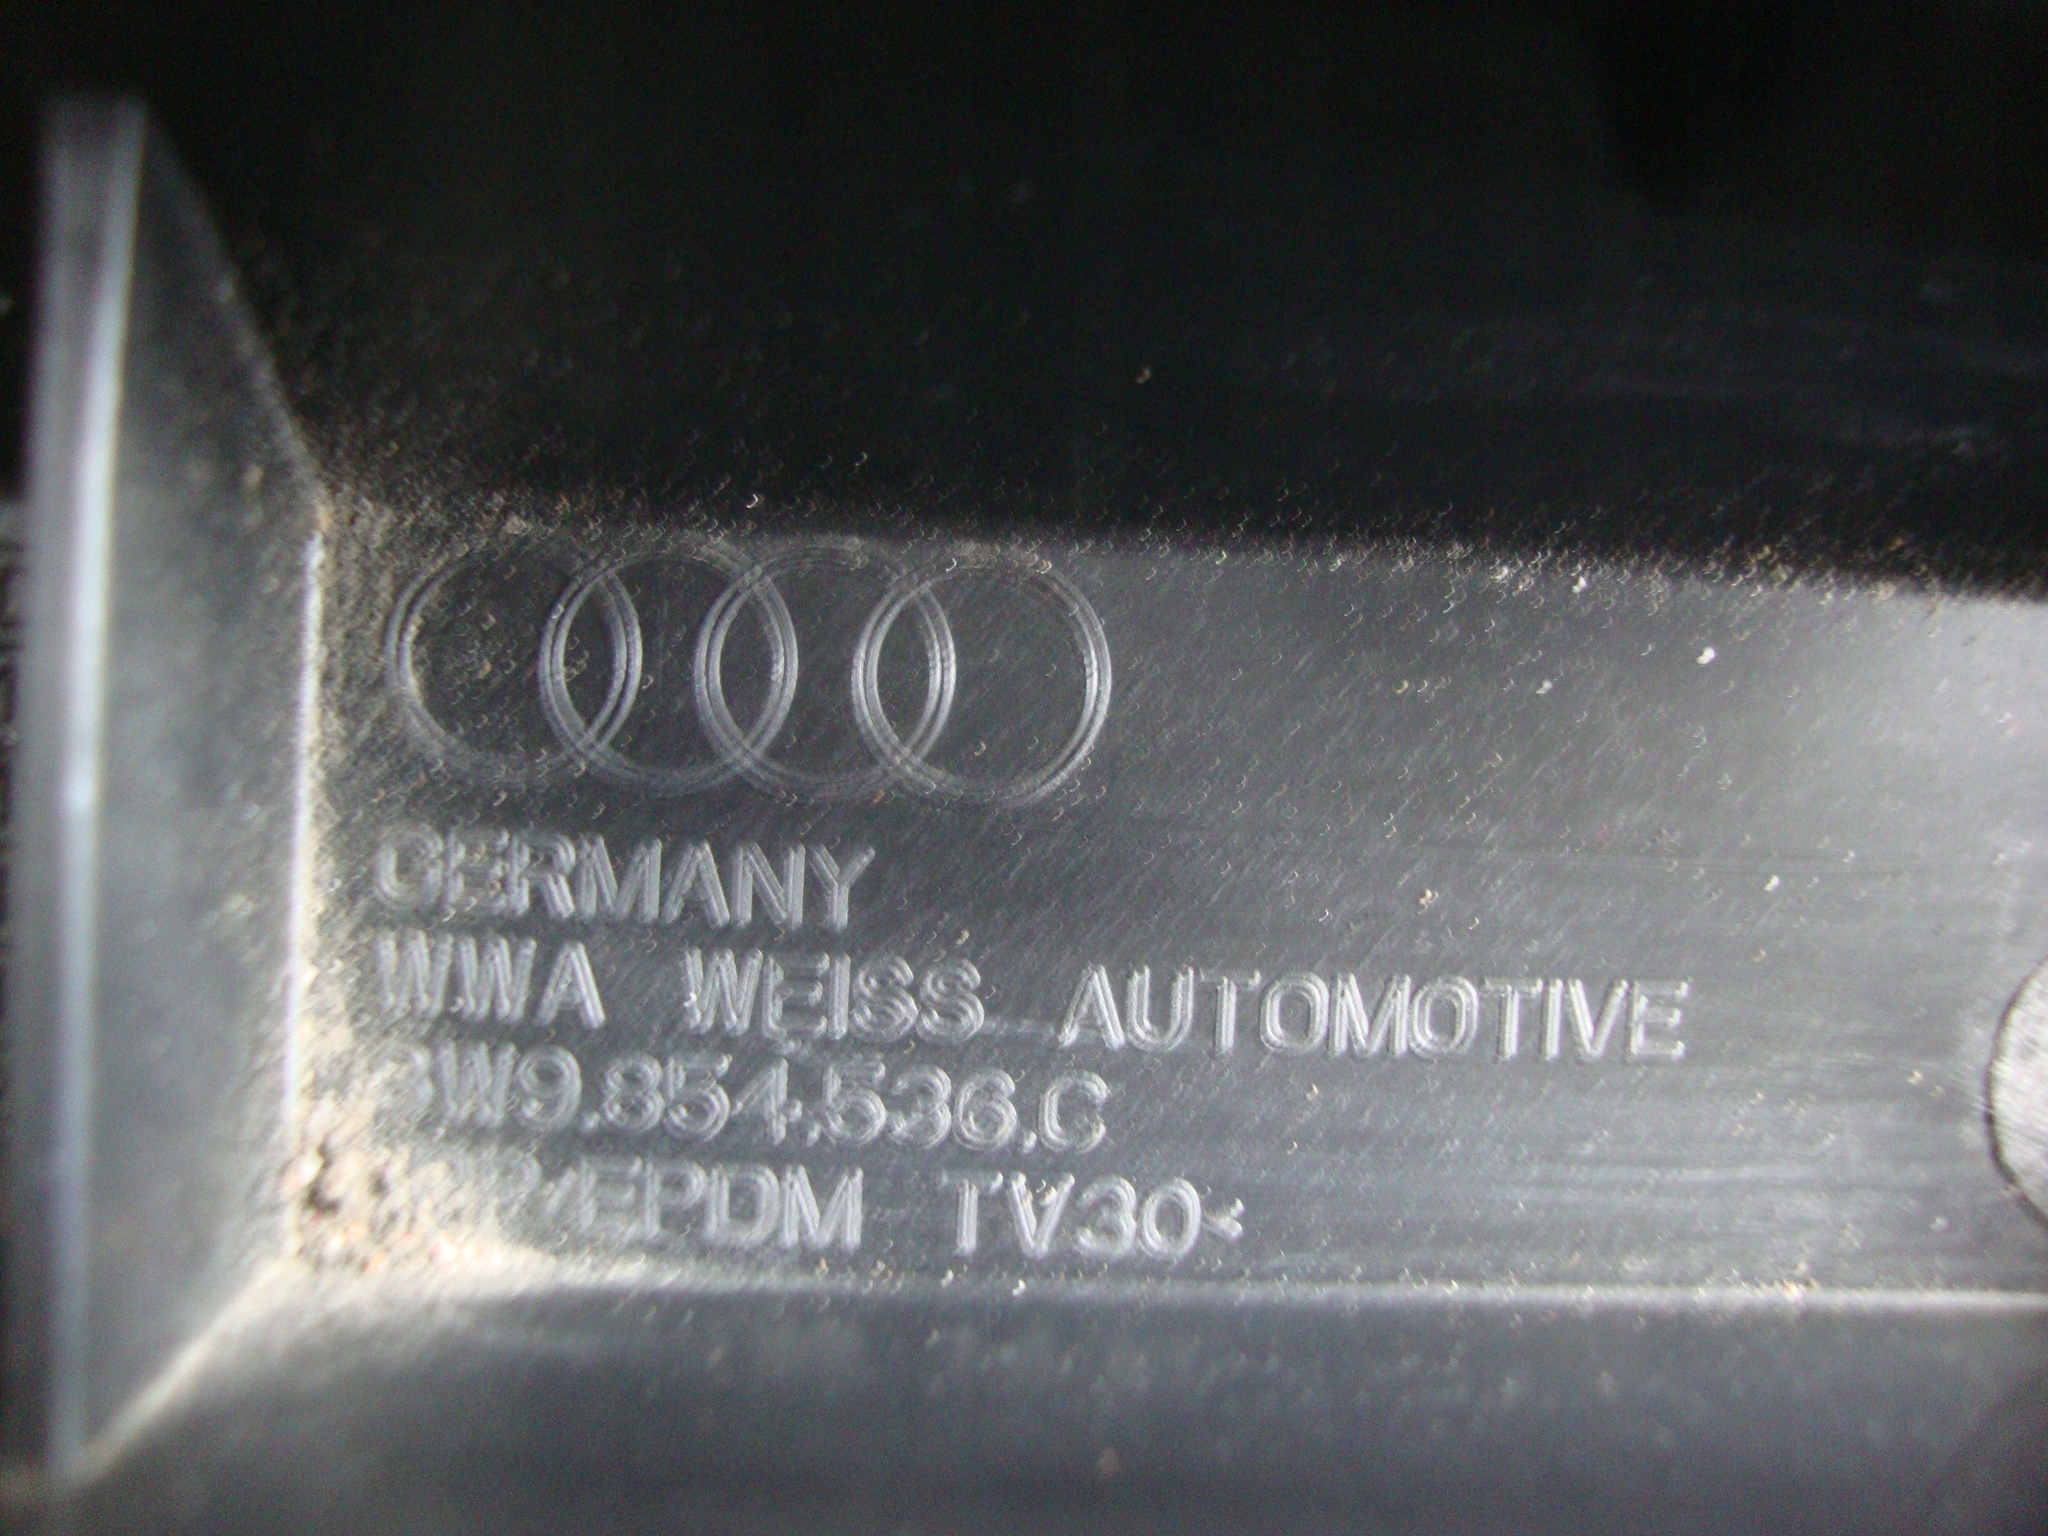 GERMANY
WWA WEISS AUTOMOTIVE
8W9.854.536.C
EPDM TV30<